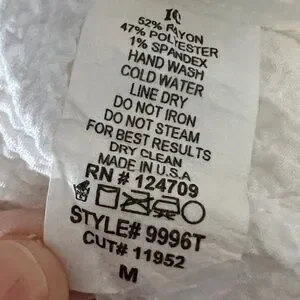 52% RAYON
47% POLYESTER
1% SPANDEX
HAND WASH
COLD WATER
LINE DRY
DO NOT IRON
DO NOT STEAM
FOR BEST RESULTS
DRY CLEAN
MADE IN U.S.A
RN # 124709
STYLE# 9996T
CUT# 11952
M